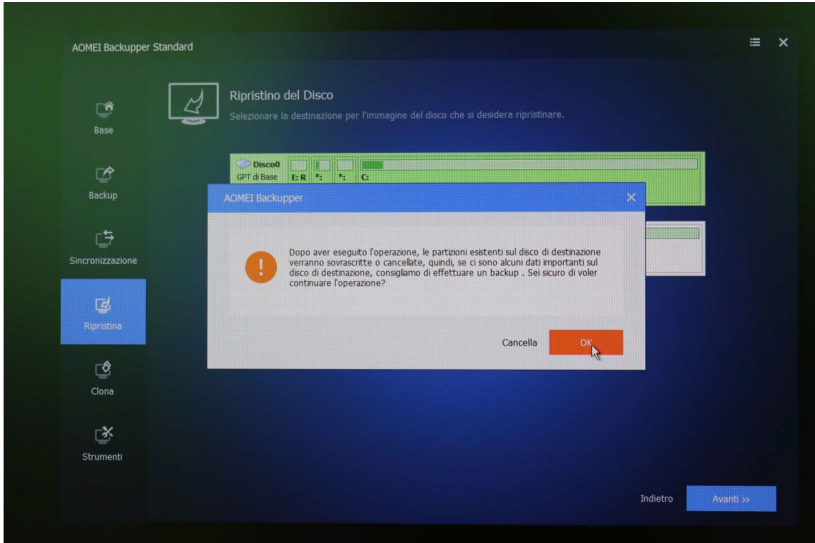 AOMEI Backupper Standard
Base
Backup
Sincronizzazione
Ripristina
Clona
Strumenti
Ripristino del Disco
Selezionare la destinazione per l'immagine del disco che si desidera ripristinare.
Disco0
GPT di Base
E: R
*:
*:
C:
AOMEI Backupper
Dopo aver eseguito l'operazione, le partizioni esistenti sul disco di destinazione
verranno sovrascritte o cancellate, quindi, se ci sono alcuni dati importanti sul
disco di destinazione, consigliamo di effettuare un backup . Sei sicuro di voler
continuare l'operazione?
Cancella
OK
Indietro
Avanti >>